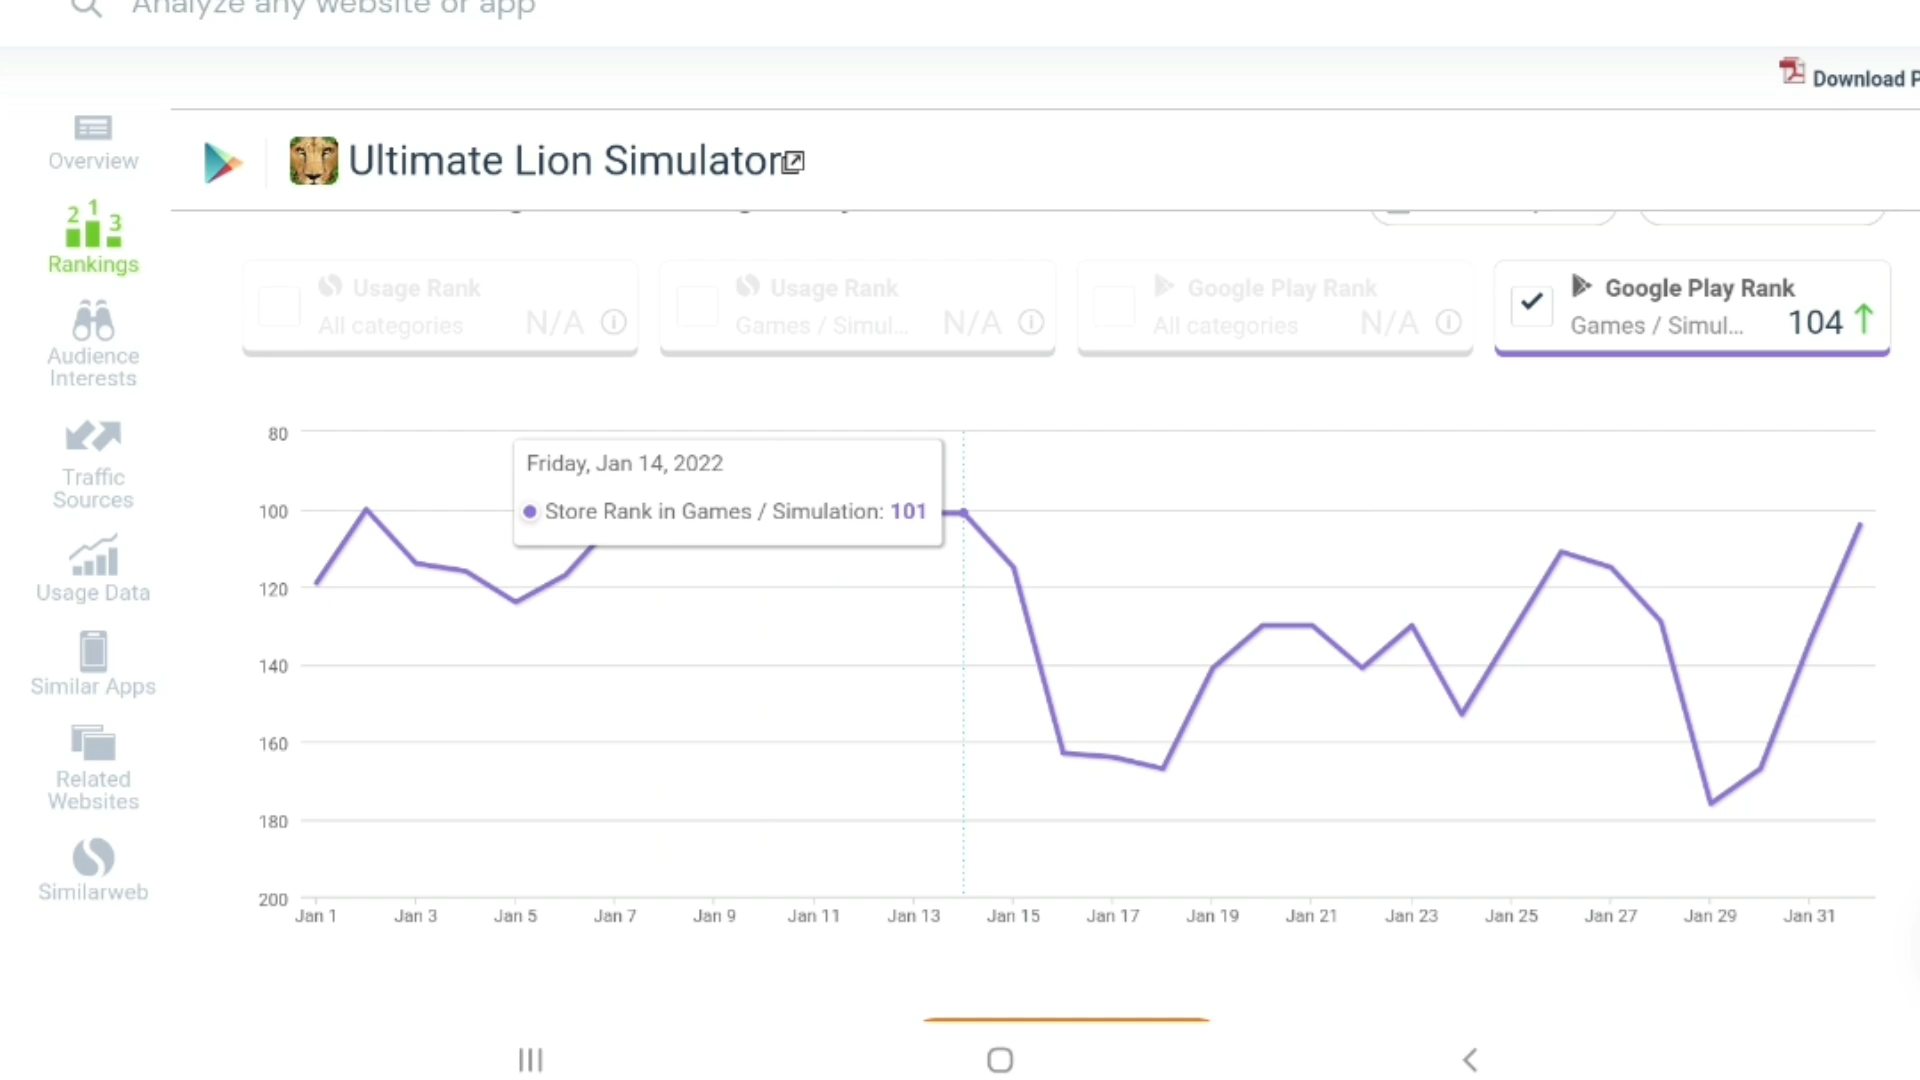 Analyze any website or app
Download P
Overview
Ultimate Lion Simulator
2 1 3
Rankings
Usage Rank
All categories N/A
Usage Rank
Games / Simul... N/A
Google Play Rank
All categories N/A
Google Play Rank
Games / Simul... 104
Audience
Interests
Traffic
Sources
Usage Data
Similar Apps
Related
Websites
Similarweb
80
100
120
140
160
180
200
Friday, Jan 14, 2022
Store Rank in Games / Simulation: 101
Jan 1 Jan 3 Jan 5 Jan 7 Jan 9 Jan 11 Jan 13 Jan 15 Jan 17 Jan 19 Jan 21 Jan 23 Jan 25 Jan 27 Jan 29 Jan 31